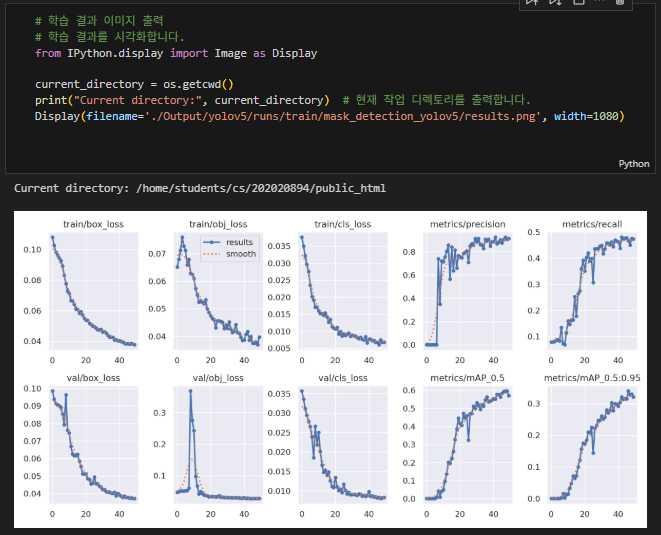 # 학습 결과 이미지 출력
# 학습 결과를 시각화합니다.
from IPython.display import Image as Display
current_directory = os.getcwd()
print("Current directory:", current_directory)  # 현재 작업 디렉토리를 출력합니다.
Display(filename='./Output/yolov5/runs/train/mask_detection_yolov5/results.png', width=1080)
Python
Current directory: /home/students/cs/202020894/public_html
train/box_loss train/obj_loss train/cls_loss metrics/precision metrics/recall
0.10
0.08
0.06
0.04
0 20 40
results
smooth
0.07
0.06
0.05
0.04
0 20 40
0.035
0.030
0.025
0.020
0.015
0.010
0.005
0 20 40
0.8
0.6
0.4
0.2
0.0
0 20 40
0.5
0.4
0.3
0.2
0.1
0 20 40
val/box_loss val/obj_loss val/cls_loss metrics/mAP_0.5 metrics/mAP_0.5:0.95
0.10
0.09
0.08
0.07
0.06
0.05
0.04
0 20 40
0.3
0.2
0.1
0 20 40
0.035
0.030
0.025
0.020
0.015
0.010
0 20 40
0.6
0.5
0.4
0.3
0.2
0.1
0.0
0 20 40
0.3
0.2
0.1
0.0
0 20 40